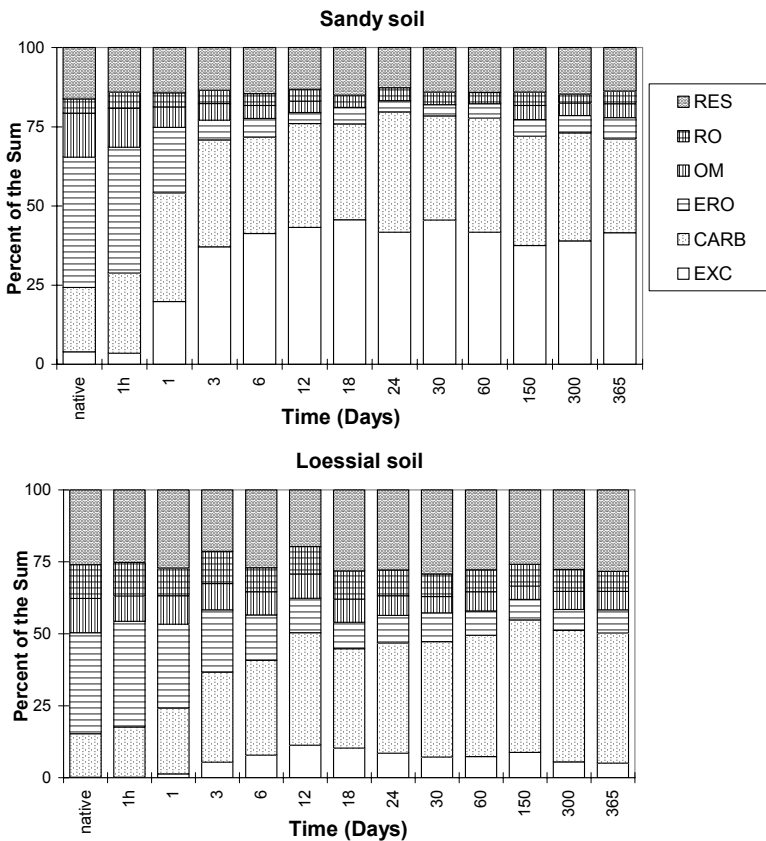 Sandy soil
Percent of the Sum
100
75
50
25
0
native 1h 1 3 6 12 18 24 30 60 150 300 365
Time (Days)
RES
RO
OM
ERO
CARB
EXC
Loessial soil
Percent of the Sum
100
75
50
25
0
native 1h 1 3 6 12 18 24 30 60 150 300 365
Time (Days)